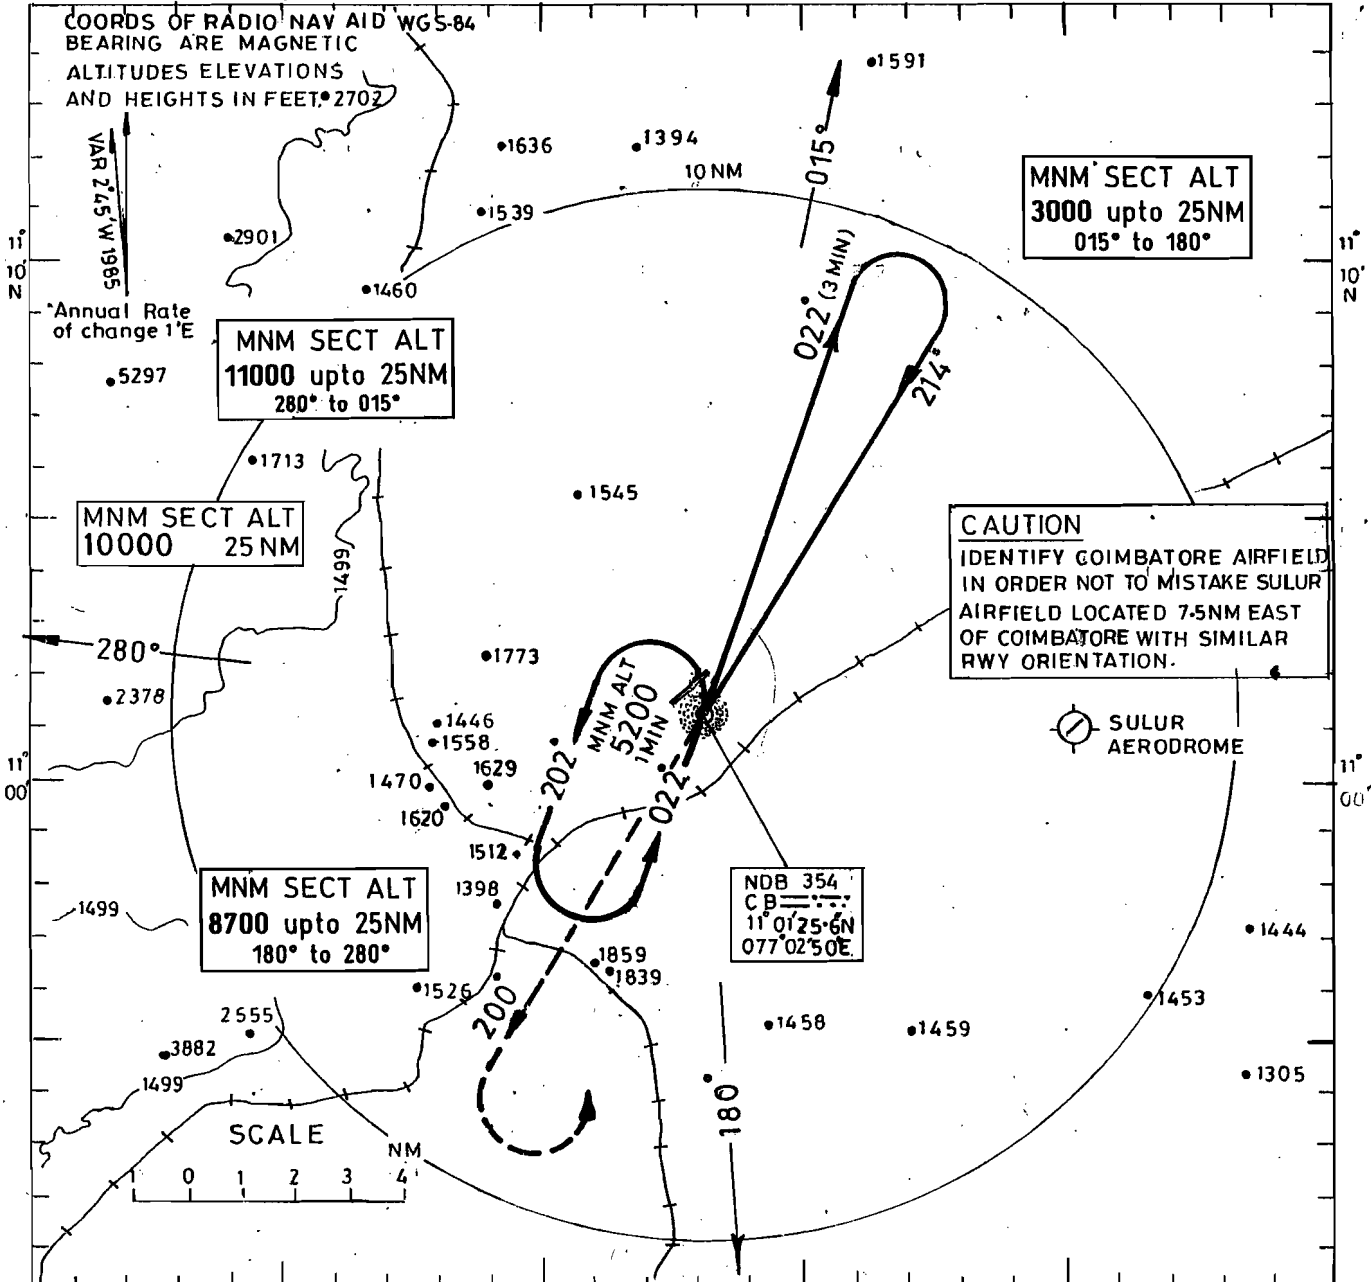 COORDS OF RADIO NAV AID WGS-84
BEARING ARE MAGNETIC
ALTITUDES ELEVATIONS
AND HEIGHTS IN FEET.
2702
1591
1636
1394
015°
10 NM
MNM SECT ALT
3000 upto 25NM
015° to 180°
VAR 2°45'W 1985
1539
2901
11°
10'
N
11°
10'
N
1460
Annual Rate
of change 1'E
022° (3 MIN)
MNM SECT ALT
11000 upto 25NM
280° to 015°
5297
214°
1713
1545
MNM SECT ALT
10000 25 NM
1499
CAUTION
IDENTIFY COIMBATORE AIRFIELD
IN ORDER NOT TO MISTAKE SULUR
AIRFIELD LOCATED 7·5NM EAST
OF COIMBATORE WITH SIMILAR
RWY ORIENTATION.
280°
1773
2378
MNM ALT
5200
1MIN
1446
1558
SULUR
AERODROME
11°
00'
11°
00'
1470
1629
202
022
1620
1512
1398
NDB 354
CB
11°01'25·6N
077°02'50E
MNM SECT ALT
8700 upto 25NM
180° to 280°
1499
1444
1859
1839
1526
200
1453
2555
1458
1459
3882
1499
1305
180
SCALE
NM
1 0 1 2 3 4